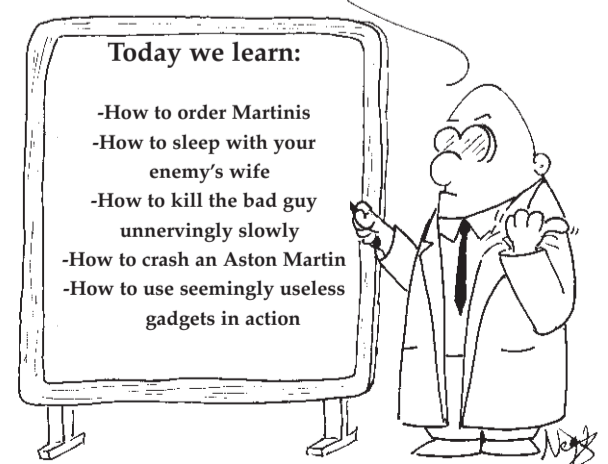 Today we learn:
-How to order Martinis
-How to sleep with your
enemy's wife
-How to kill the bad guy
unnervingly slowly
-How to crash an Aston Martin
-How to use seemingly useless
gadgets in action